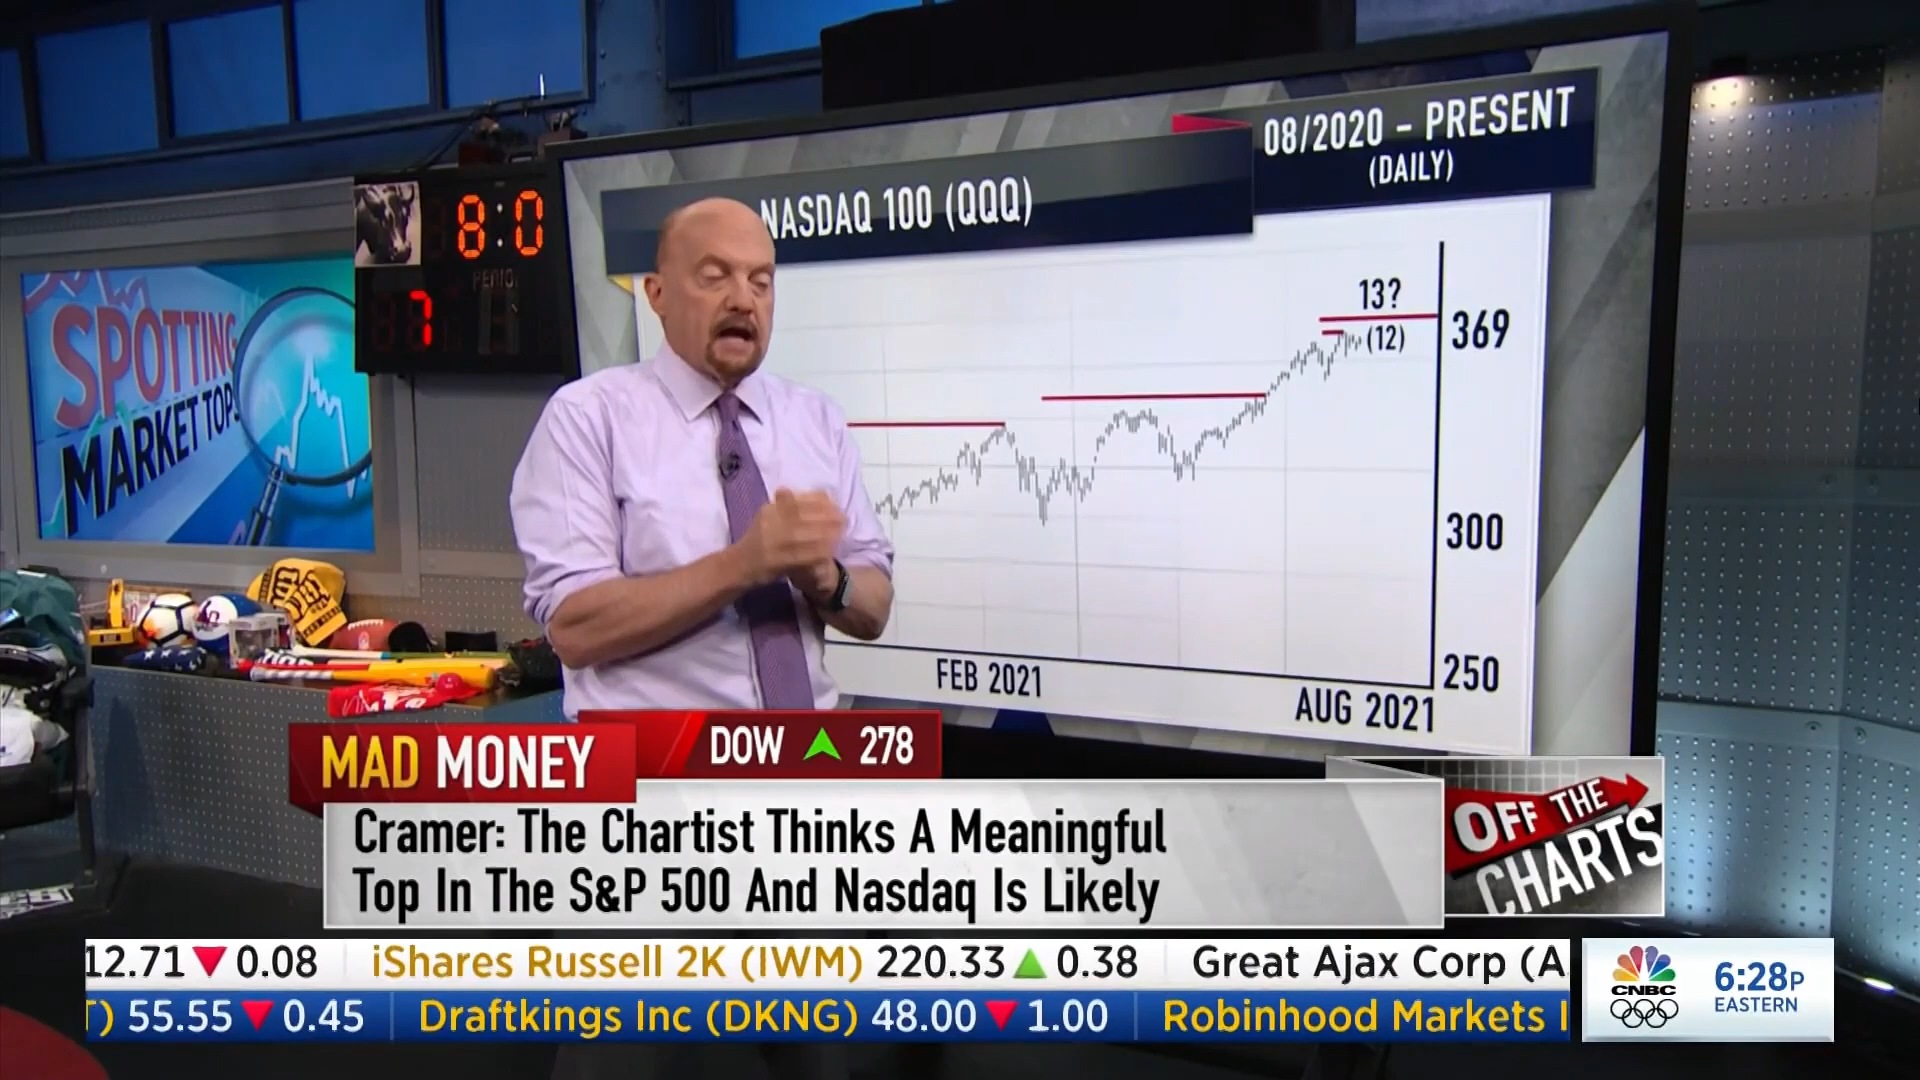 08/2020 - PRESENT
(DAILY)
NASDAQ 100 (QQQ)
8:0
PERIOD
7
SPOTTING
MARKET TOPS
13?
(12)
369
300
250
FEB 2021
AUG 2021
MAD MONEY
DOW ▲ 278
Cramer: The Chartist Thinks A Meaningful
Top In The S&P 500 And Nasdaq Is Likely
OFF THE
CHARTS
12.71 ▼ 0.08 iShares Russell 2K (IWM) 220.33 ▲ 0.38 Great Ajax Corp (A
T) 55.55 ▼ 0.45 Draftkings Inc (DKNG) 48.00 ▼ 1.00 Robinhood Markets I
CNBC
6:28P
EASTERN